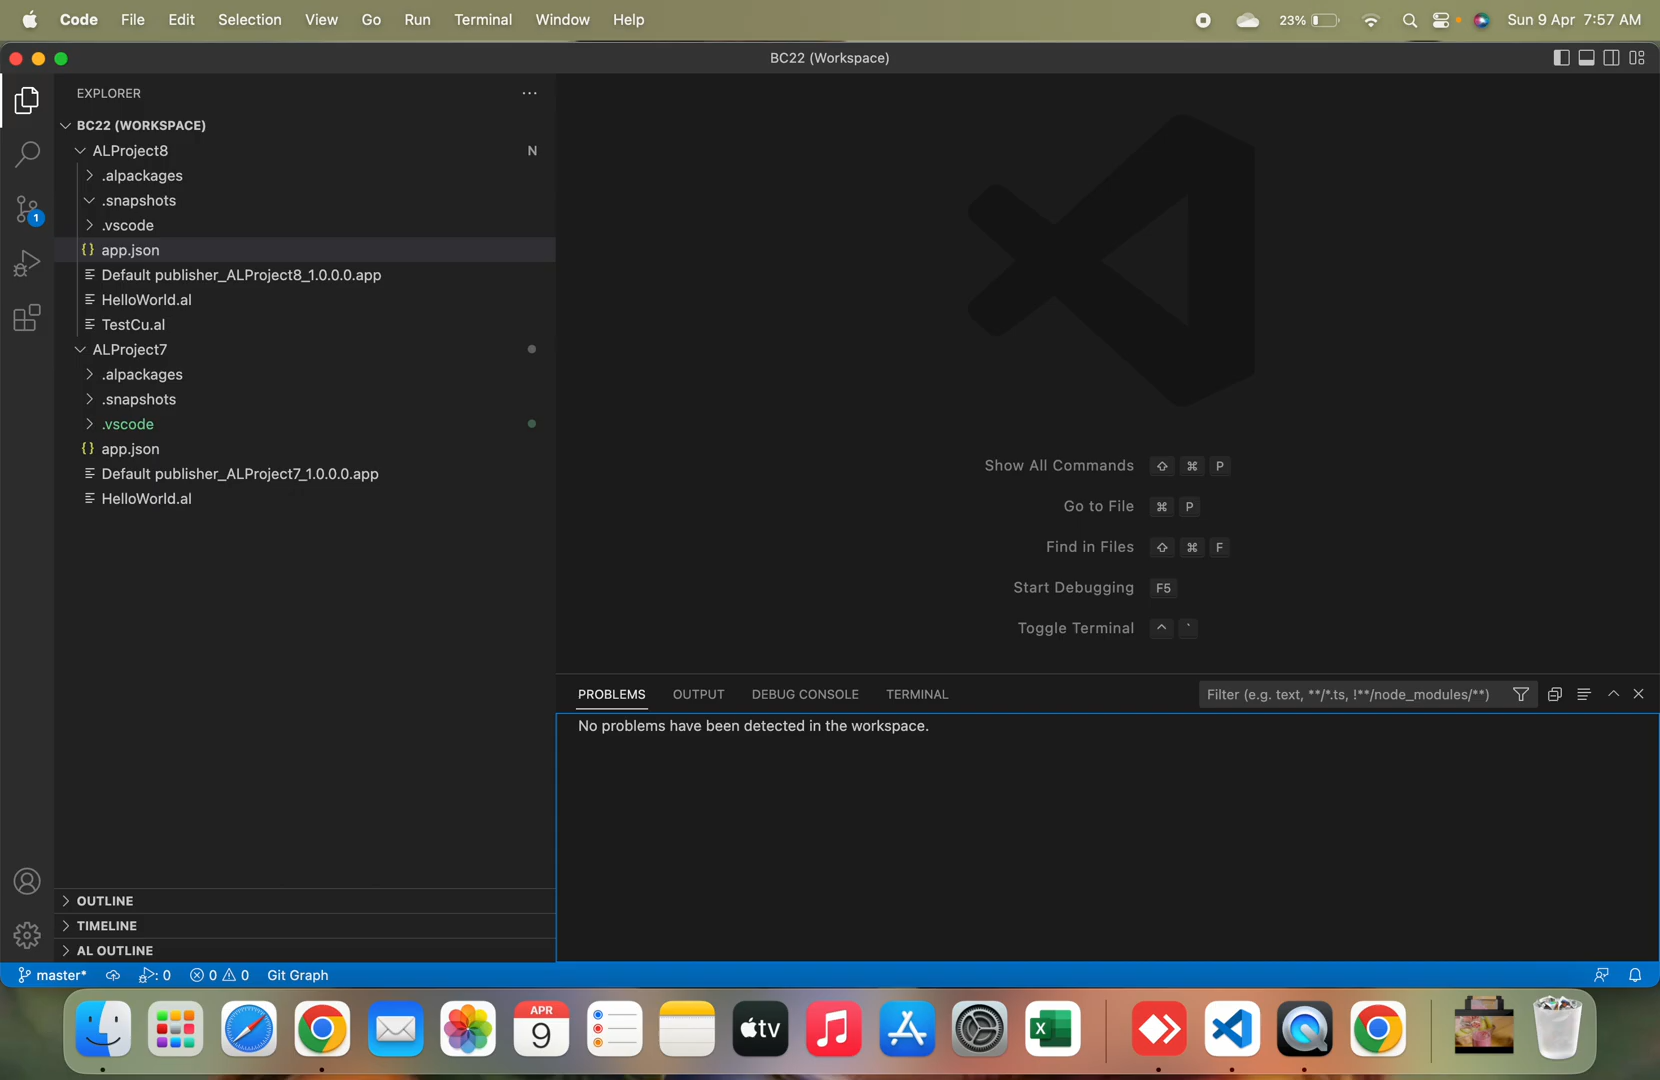 Code File Edit Selection View Go Run Terminal Window Help 23% Sun 9 Apr 7:57 AM
BC22 (Workspace)
EXPLORER
BC22 (WORKSPACE)
ALProject8 N
.alpackages
.snapshots
.vscode
{} app.json
Default publisher_ALProject8_1.0.0.0.app
HelloWorld.al
TestCu.al
ALProject7
.alpackages
.snapshots
.vscode
{} app.json
Default publisher_ALProject7_1.0.0.0.app
HelloWorld.al
OUTLINE
TIMELINE
AL OUTLINE
1
Show All Commands ⇧ ⌘ P
Go to File ⌘ P
Find in Files ⇧ ⌘ F
Start Debugging F5
Toggle Terminal ^ `
PROBLEMS OUTPUT DEBUG CONSOLE TERMINAL Filter (e.g. text, **/*.ts, !**/node_modules/**)
No problems have been detected in the workspace.
master* : 0 0 0 Git Graph
APR
9
tv
X